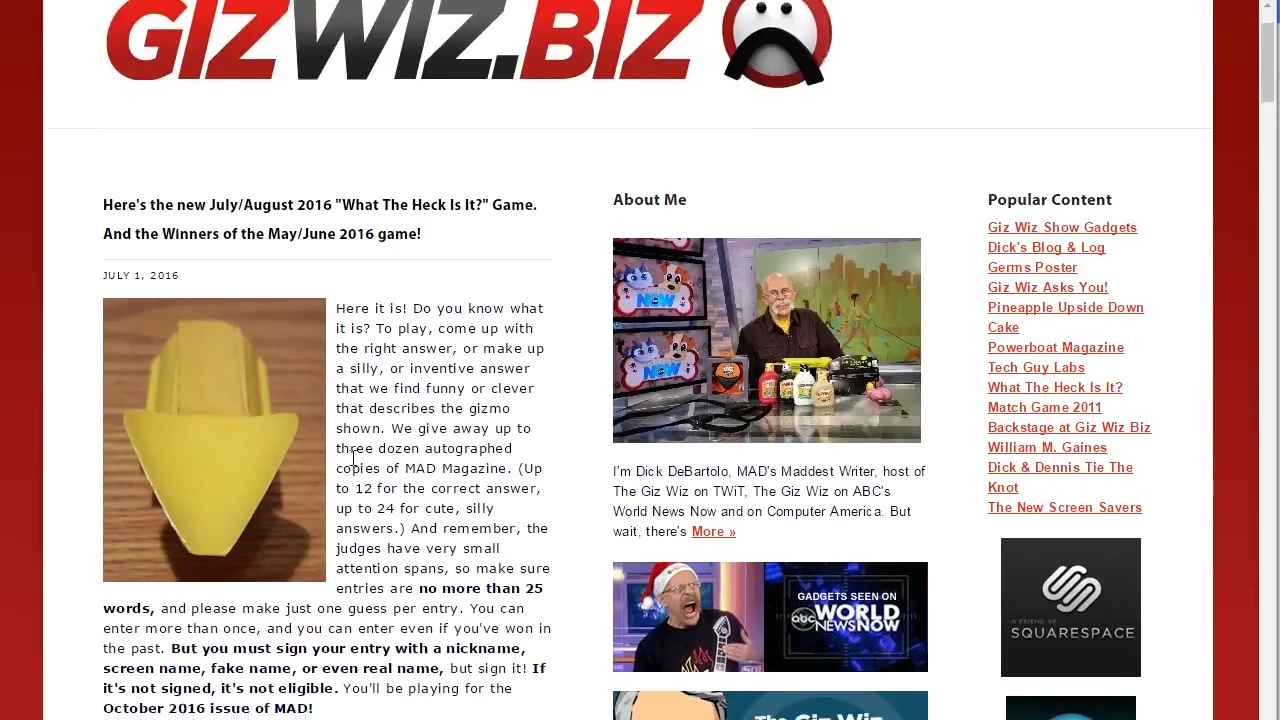 GIZWIZ.BIZ
Here's the new July/August 2016 "What The Heck Is It?" Game.
And the Winners of the May/June 2016 game!
JULY 1, 2016
Here it is! Do you know what
it is? To play, come up with
the right answer, or make up
a silly, or inventive answer
that we find funny or clever
that describes the gizmo
shown. We give away up to
three dozen autographed
copies of MAD Magazine. (Up
to 12 for the correct answer,
up to 24 for cute, silly
answers.) And remember, the
judges have very small
attention spans, so make sure
entries are no more than 25
words, and please make just one guess per entry. You can
enter more than once, and you can enter even if you've won in
the past. But you must sign your entry with a nickname,
screen name, fake name, or even real name, but sign it! If
it's not signed, it's not eligible. You'll be playing for the
October 2016 issue of MAD!
About Me
NOW
NOW
I'm Dick DeBartolo, MAD's Maddest Writer, host of
The Giz Wiz on TWiT, The Giz Wiz on ABC's
World News Now and on Computer America. But
wait, there's More »
GADGETS SEEN ON
abc WORLD
NEWS NOW
The Giz Wiz
Popular Content
Giz Wiz Show Gadgets
Dick's Blog & Log
Germs Poster
Giz Wiz Asks You!
Pineapple Upside Down
Cake
Powerboat Magazine
Tech Guy Labs
What The Heck Is It?
Match Game 2011
Backstage at Giz Wiz Biz
William M. Gaines
Dick & Dennis Tie The
Knot
The New Screen Savers
A FRIEND OF
SQUARESPACE